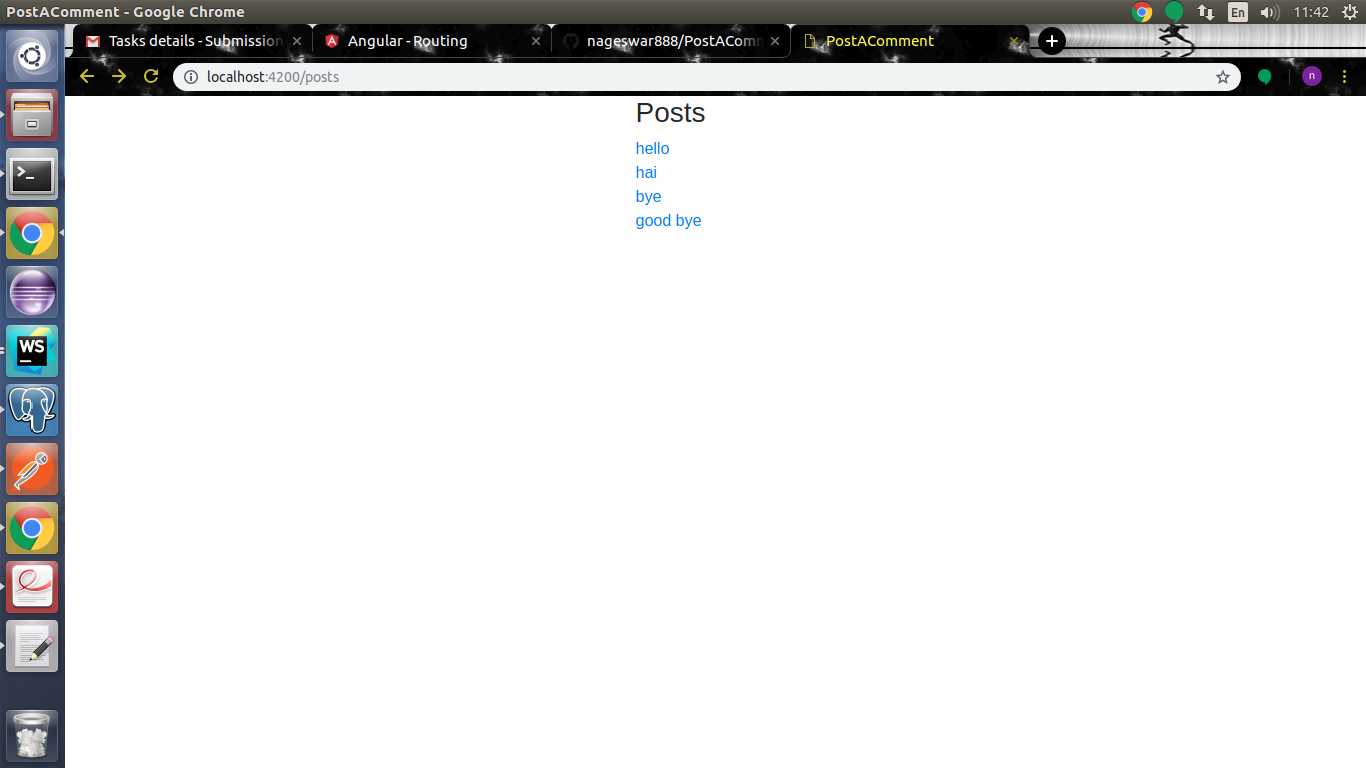 PostAComment - Google Chrome
En
11:42
Tasks details - Submission
Angular - Routing
nageswar888/PostAComm
PostAComment
localhost:4200/posts
n
Posts
hello
hai
bye
good bye
WS